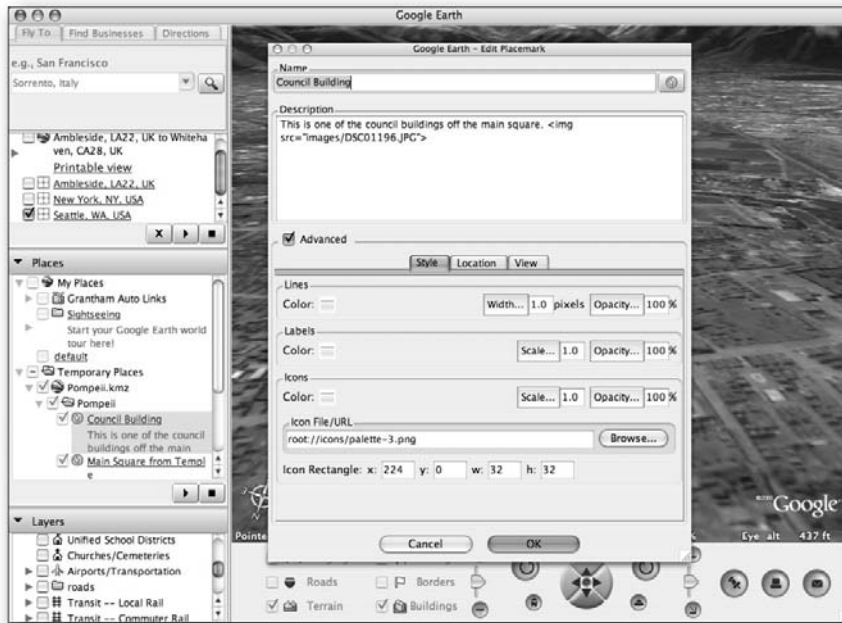 Google Earth
Fly To
Find Businesses
Directions
e.g., San Francisco
Sorrento, Italy
Ambleside, LA22, UK to Whiteha
ven, CA28, UK
Printable view
Ambleside, LA22, UK
New York, NY, USA
Seattle, WA, USA
Places
My Places
Grantham Auto Links
Sightseeing
Start your Google Earth world
tour here!
default
Temporary Places
Pompeii.kmz
Pompeii
Council Building
This is one of the council
buildings off the main
Main Square from Templ
e
Layers
Unified School Districts
Churches/Cemeteries
Airports/Transportation
roads
Transit -- Local Rail
Transit -- Commuter Rail
Google Earth - Edit Placemark
Name
Council Building
Description
This is one of the council buildings off the main square. <img
src="images/DSC01196.JPG">
Advanced
Style
Location
View
Lines
Color:
Width... 1.0 pixels
Opacity... 100 %
Labels
Color:
Scale... 1.0
Opacity... 100 %
Icons
Color:
Scale... 1.0
Opacity... 100 %
Icon File/URL
root://icons/palette-3.png
Browse...
Icon Rectangle: x: 224 y: 0 w: 32 h: 32
Cancel
OK
Google
Pointe
% Eye alt 437 ft
Roads
Borders
Terrain
Buildings